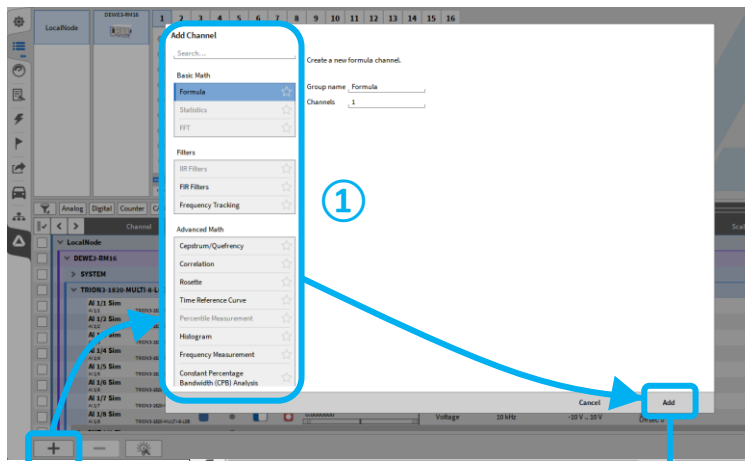 LocalNode
DEWE3-RM16
1 2 3 4 5 6 7 8 9 10 11 12 13 14 15 16
Add Channel
Search...
Basic Math
Formula
Statistics
FFT
Filters
IIR Filters
FIR Filters
Frequency Tracking
Advanced Math
Cepstrum/Quefrency
Correlation
Rosette
Time Reference Curve
Percentile Measurement
Histogram
Frequency Measurement
Constant Percentage
Bandwidth (CPB) Analysis
Create a new formula channel.
Group name Formula
Channels 1
1
Cancel Add
Analog Digital Counter
Channel
Scal
LocalNode
DEWE3-RM16
SYSTEM
TRION3-1820-MULTI-8-L
AI 1/1 Sim
AI 1/2 Sim
AI 1/4 Sim
AI 1/5 Sim
AI 1/6 Sim
AI 1/7 Sim
AI 1/8 Sim
Voltage 10 kHz -10 V .. 10 V